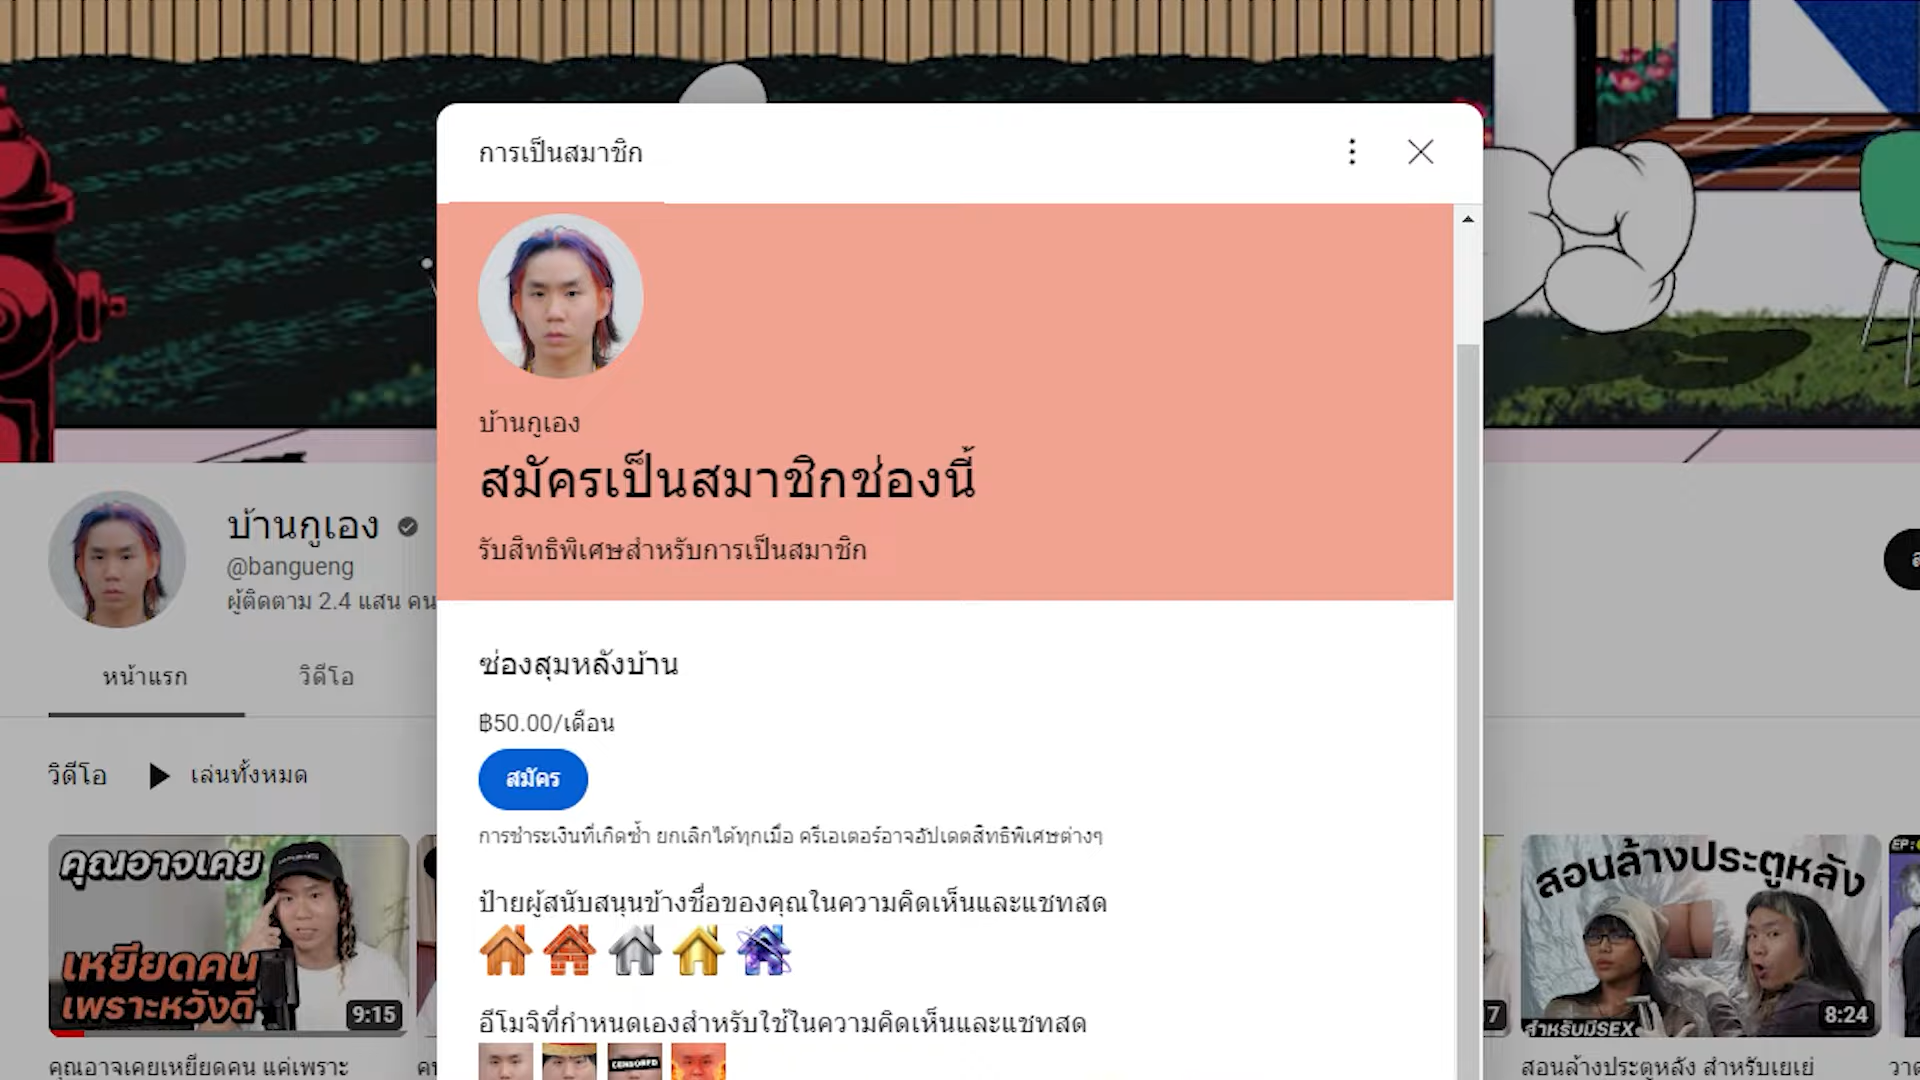 การเป็นสมาชิก
บ้านกูเอง
สมัครเป็นสมาชิกช่องนี้
รับสิทธิพิเศษสำหรับการเป็นสมาชิก
ซ่องสุมหลังบ้าน
฿50.00/เดือน
สมัคร
การชำระเงินที่เกิดซ้ำ ยกเลิกได้ทุกเมื่อ ครีเอเตอร์อาจอัปเดตสิทธิพิเศษต่างๆ
ป้ายผู้สนับสนุนข้างชื่อของคุณในความคิดเห็นและแชทสด
อีโมจิที่กำหนดเองสำหรับใช้ในความคิดเห็นและแชทสด
CENSORED
บ้านกูเอง
@bangueng
ผู้ติดตาม 2.4 แสน คน
หน้าแรก
วิดีโอ
วิดีโอ
เล่นทั้งหมด
คุณอาจเคย
เหยียดคน
เพราะหวังดี
9:15
คุณอาจเคยเหยียดคน แค่เพราะ
7
สอนล้างประตูหลัง
สำหรับมีSEX
8:24
สอนล้างประตูหลัง สำหรับเยเย่
EP: